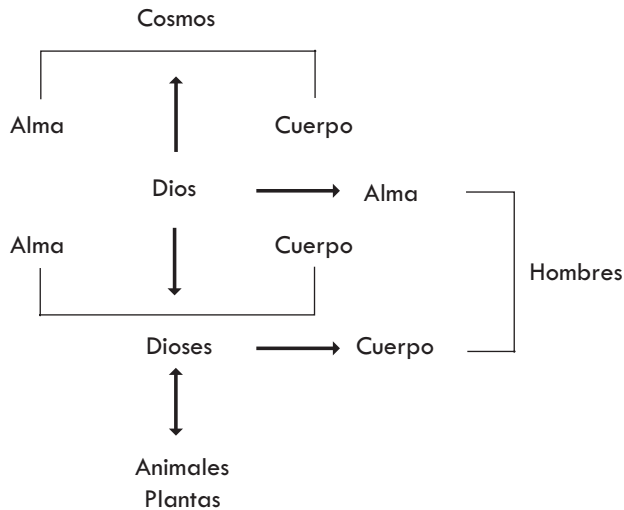 Cosmos
Alma
Cuerpo
Dios
Alma
Alma
Cuerpo
Hombres
Dioses
Cuerpo
Animales
Plantas